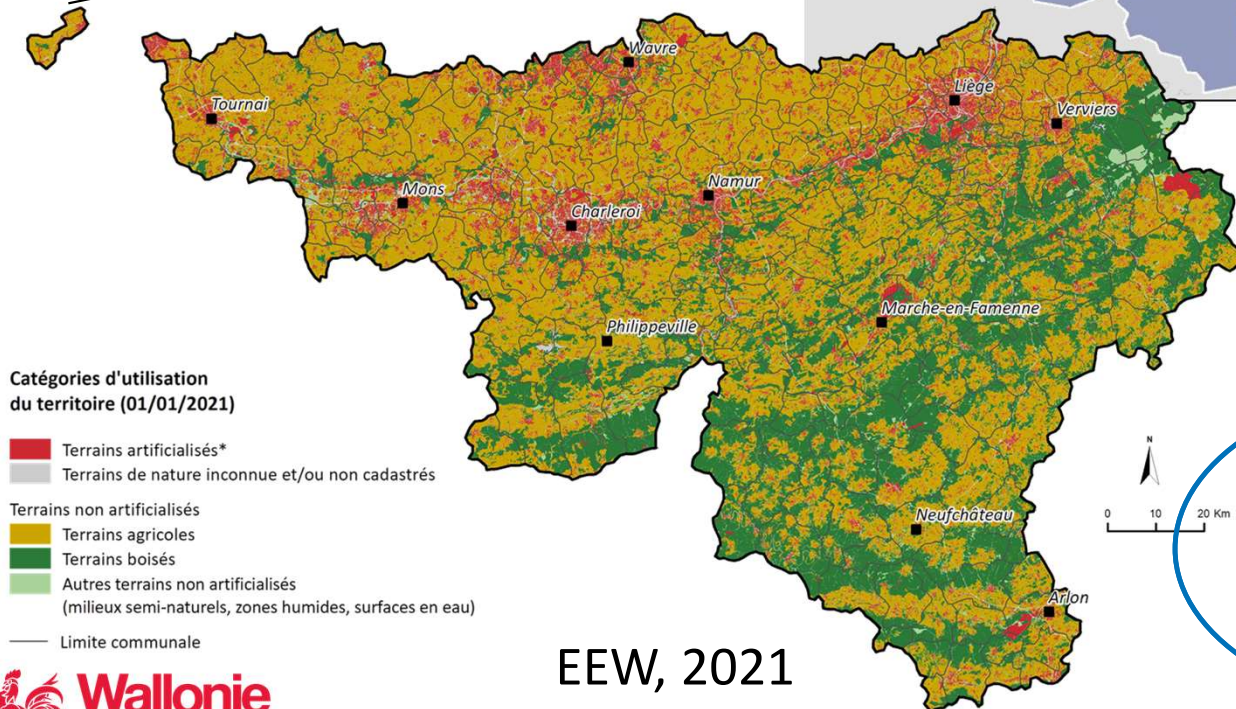 Wavre
Liège
Tournai
Verviers
Mons
Namur
Charleroi
Marche-en-Famenne
Philippeville
Catégories d'utilisation
du territoire (01/01/2021)
Terrains artificialisés*
Terrains de nature inconnue et/ou non cadastrés
Terrains non artificialisés
Terrains agricoles
Terrains boisés
Autres terrains non artificialisés
(milieux semi-naturels, zones humides, surfaces en eau)
Limite communale
N
0 10 20 Km
Neufchâteau
Arlon
EEW, 2021
Wallonie